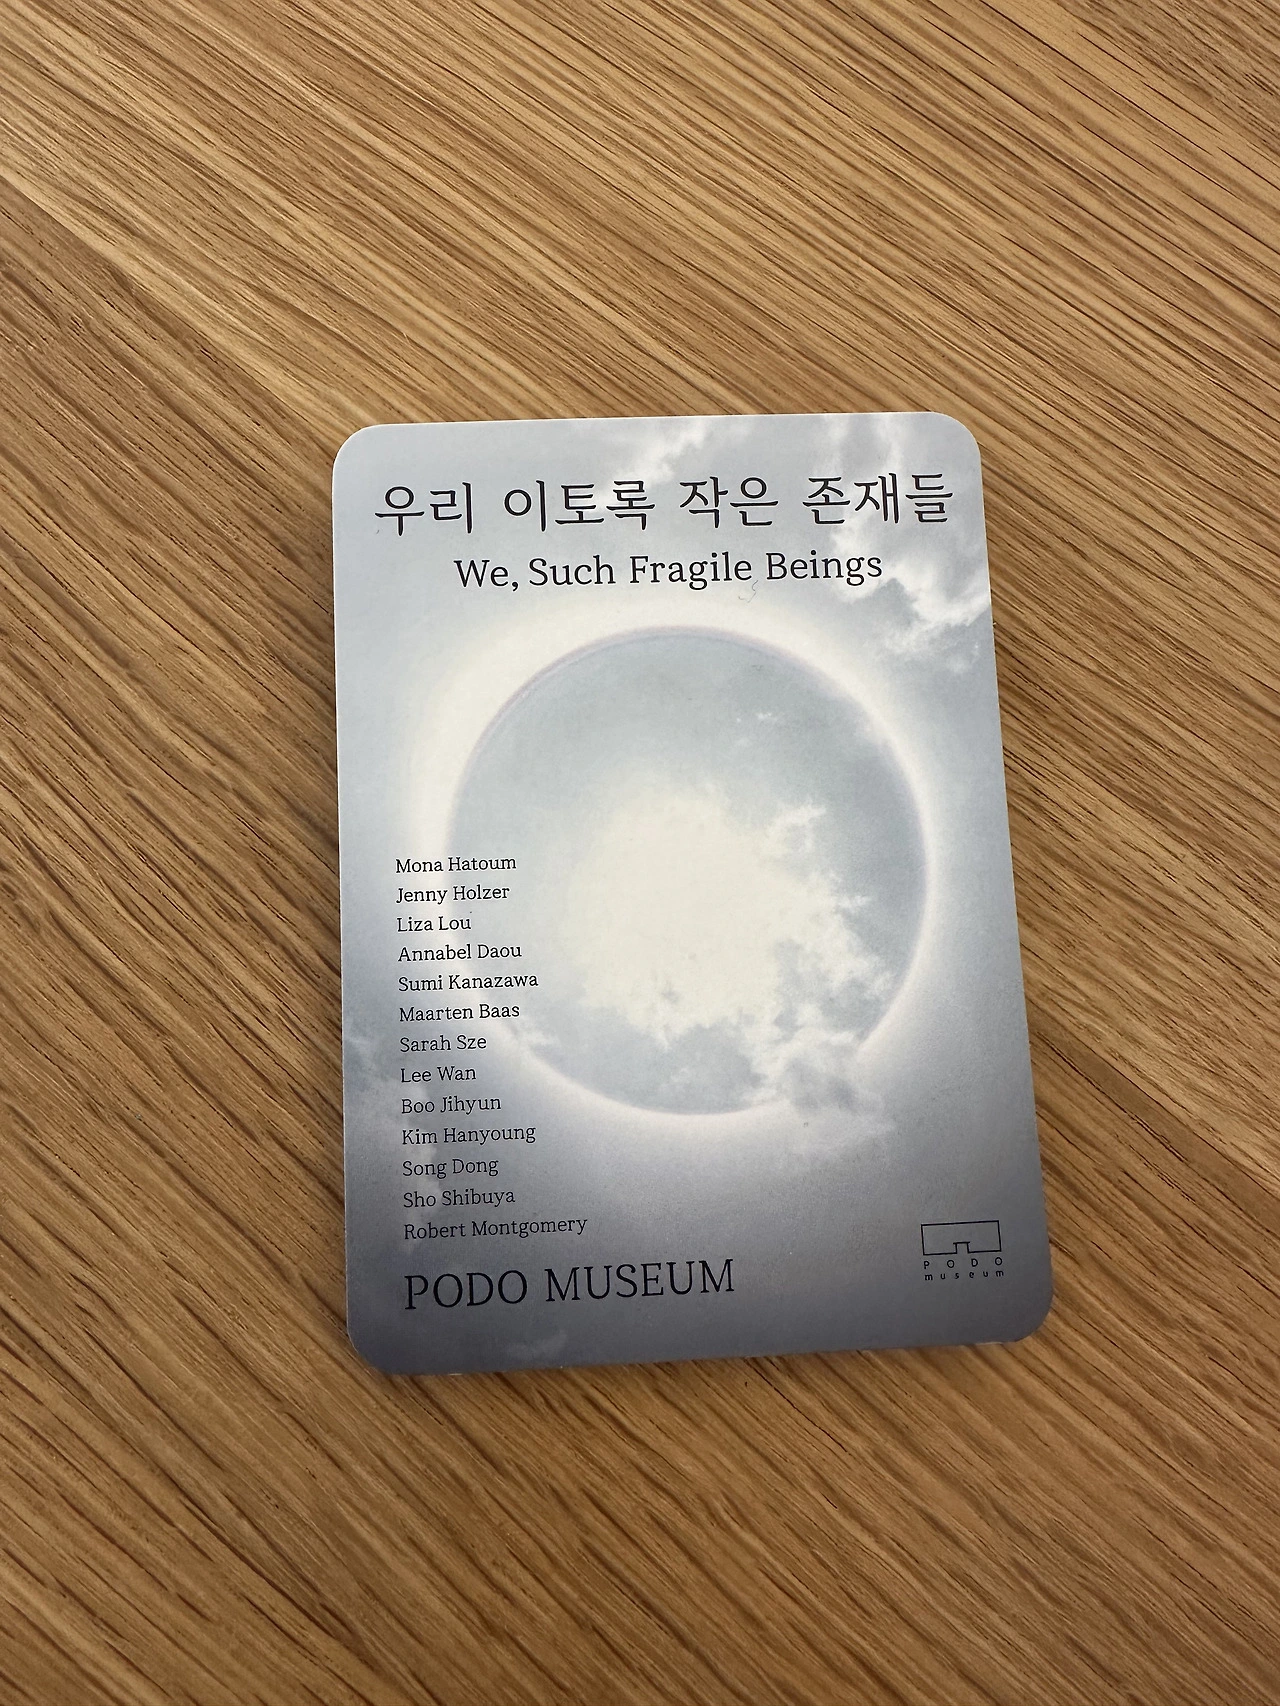 우리 이토록 작은 존재들
We, Such Fragile Beings
Mona Hatoum
Jenny Holzer
Liza Lou
Annabel Daou
Sumi Kanazawa
Maarten Baas
Sarah Sze
Lee Wan
Boo Jihyun
Kim Hanyoung
Song Dong
Sho Shibuya
Robert Montgomery
PODO MUSEUM
PODO
museum